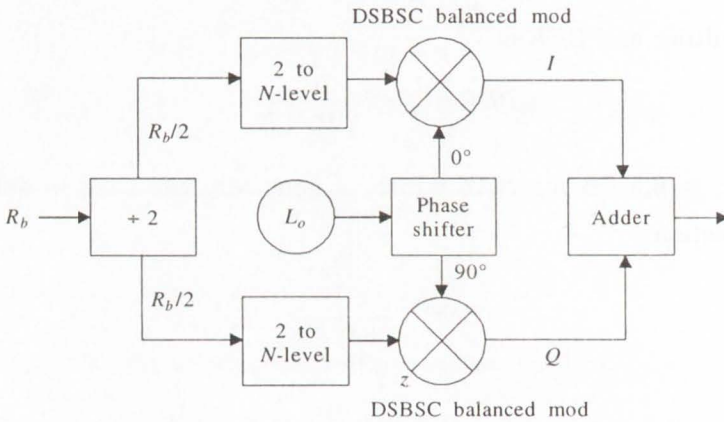 DSBSC balanced mod
2 to
N-level
I
R_b/2
0°
R_b
÷ 2
L_o
Phase
shifter
Adder
90°
R_b/2
2 to
N-level
z
Q
DSBSC balanced mod